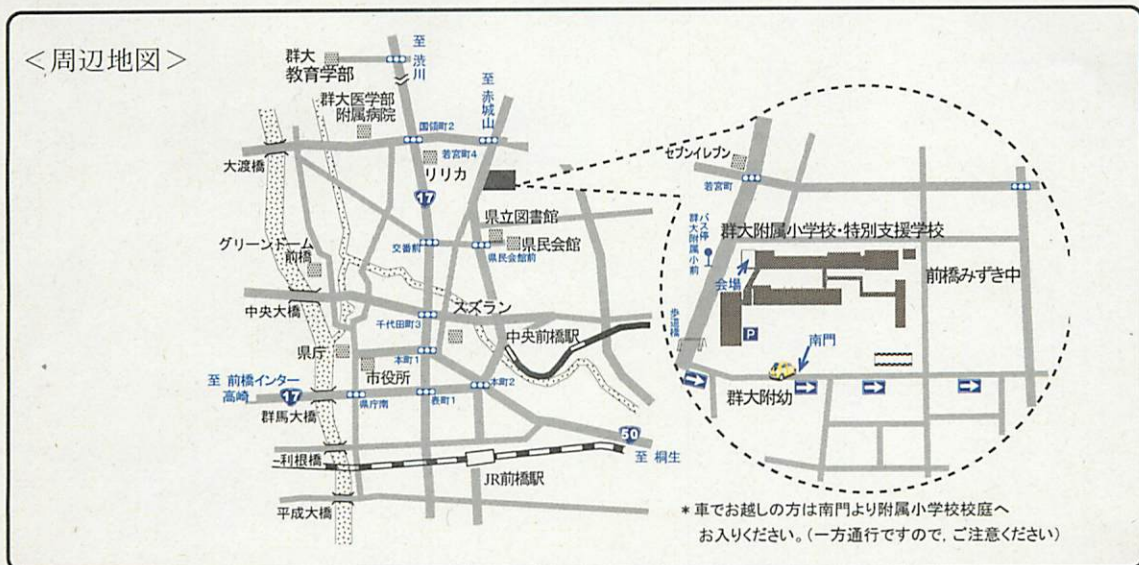 ＜周辺地図＞
群大
教育学部
至 渋川
至 赤城山
群大医学部
附属病院
国領町2
若宮町4
大渡橋
リリカ
17
県立図書館
県民会館
交番前
県民会館前
グリーンドーム
前橋
中央大橋
千代田町3
スズラン
中央前橋駅
県庁
市役所
本町1
本町2
至 前橋インター
高崎
17
群馬大橋
県庁南
表町1
50
至 桐生
利根橋
JR前橋駅
平成大橋
セブンイレブン
若宮町
バス停
群大附属小前
群大附属小学校・特別支援学校
会場
前橋みずき中
歩道橋
P
南門
群大附幼
＊車でお越しの方は南門より附属小学校校庭へ
お入りください。（一方通行ですので，ご注意ください）